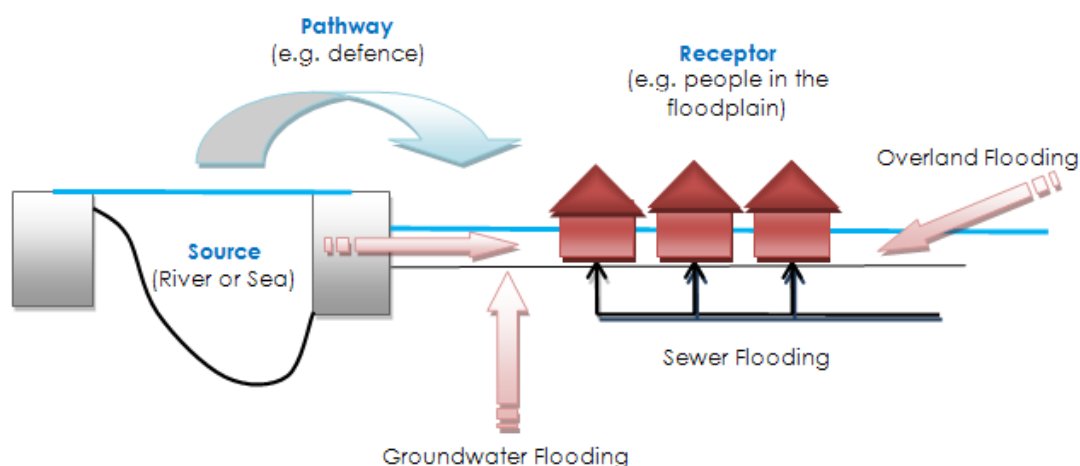 Pathway
(e.g. defence)
Receptor
(e.g. people in the
floodplain)
Overland Flooding
Source
(River or Sea)
Sewer Flooding
Groundwater Flooding